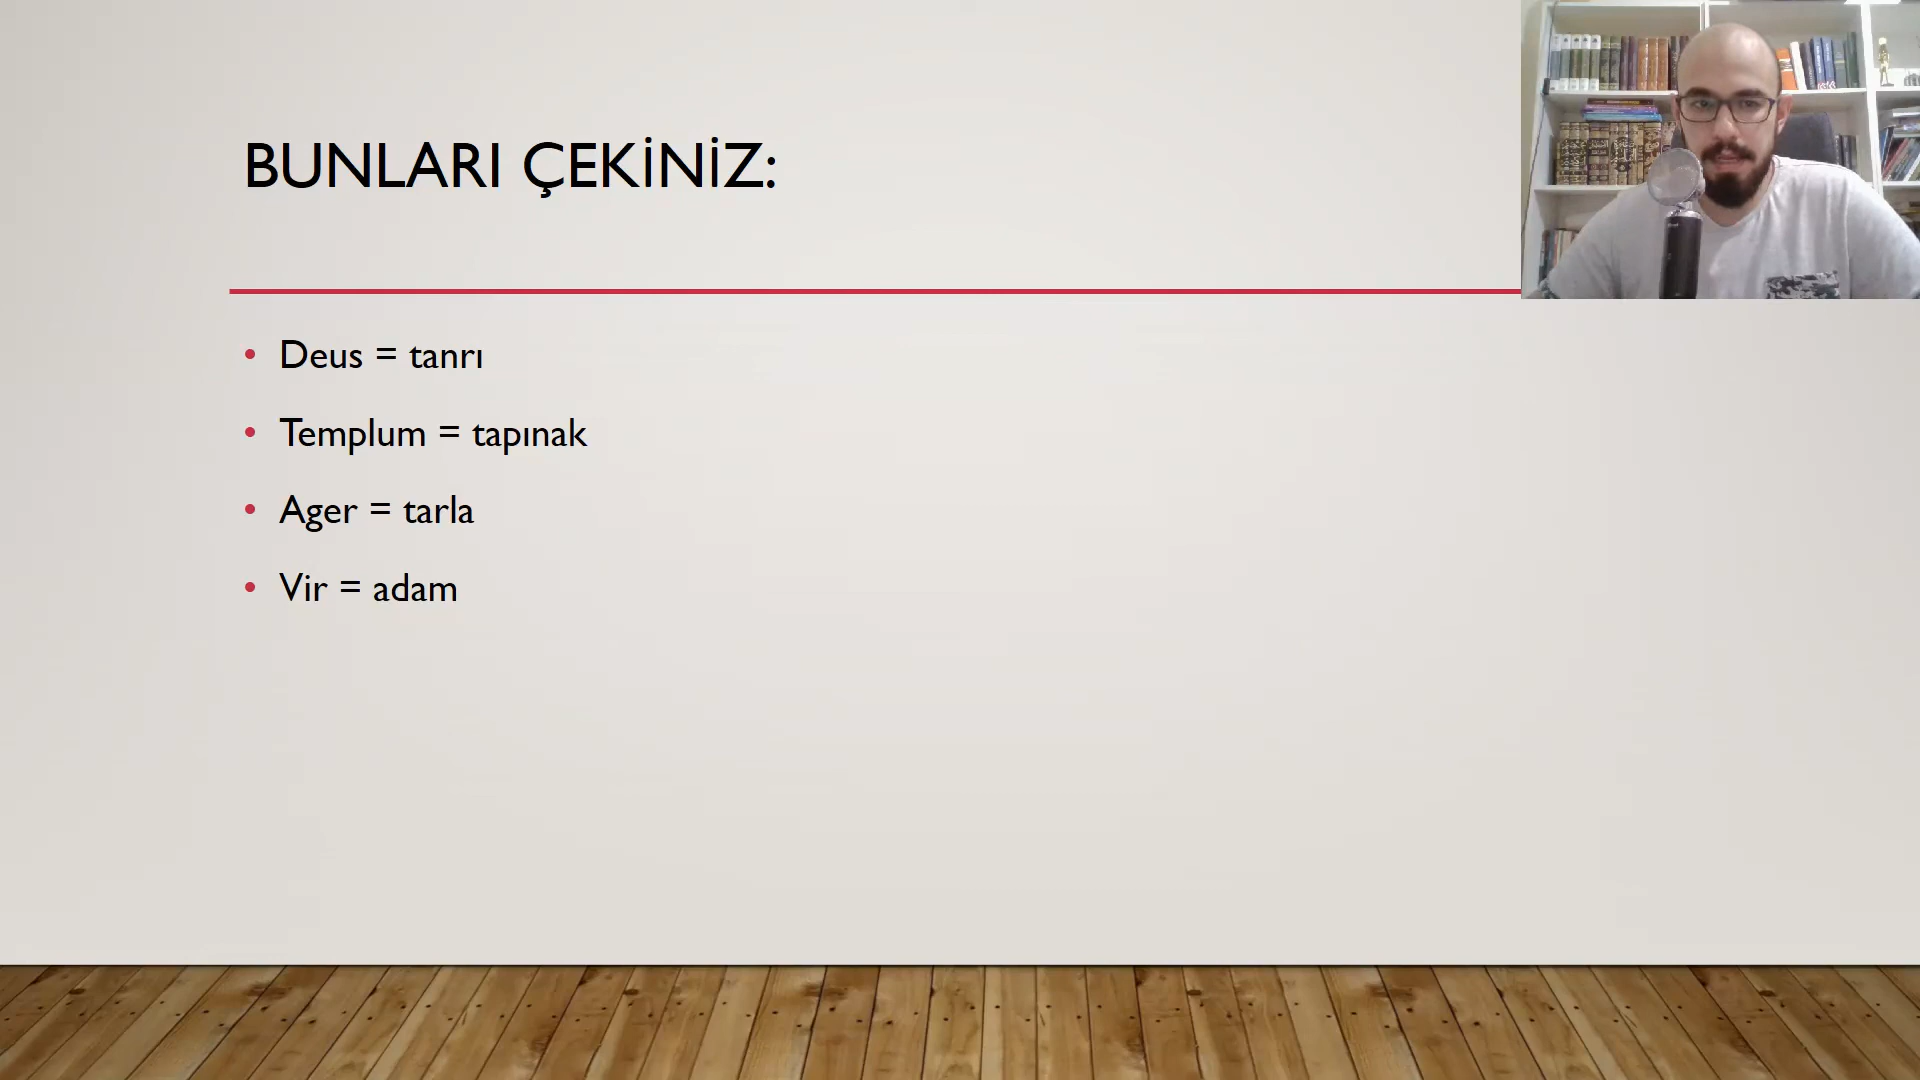 BUNLARI ÇEKİNİZ:
Deus = tanrı
Templum = tapınak
Ager = tarla
Vir = adam